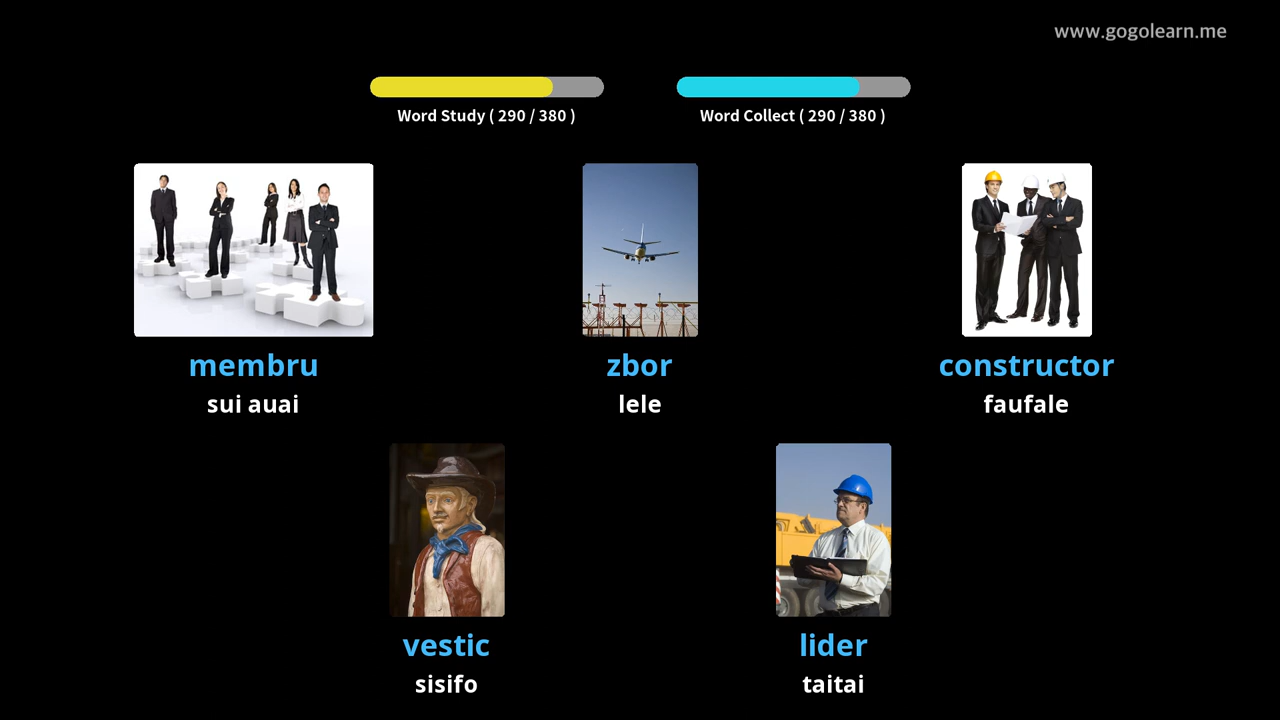 www.gogolearn.me
Word Study ( 290 / 380 )
Word Collect ( 290 / 380 )
membru
sui auai
zbor
lele
constructor
faufale
vestic
sisifo
lider
taitai